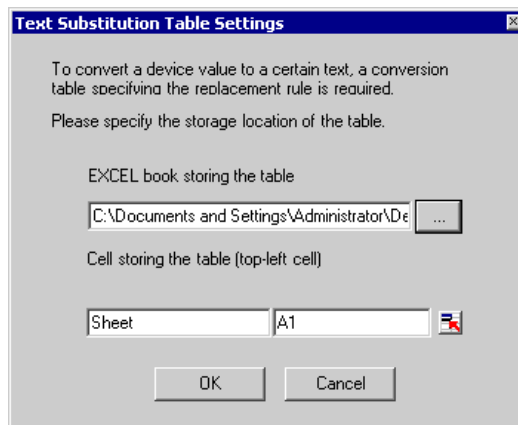 Text Substitution Table Settings
To convert a device value to a certain text, a conversion
table specifying the replacement rule is required.
Please specify the storage location of the table.
EXCEL book storing the table
C:\Documents and Settings\Administrator\De
...
Cell storing the table (top-left cell)
Sheet A1
OK Cancel